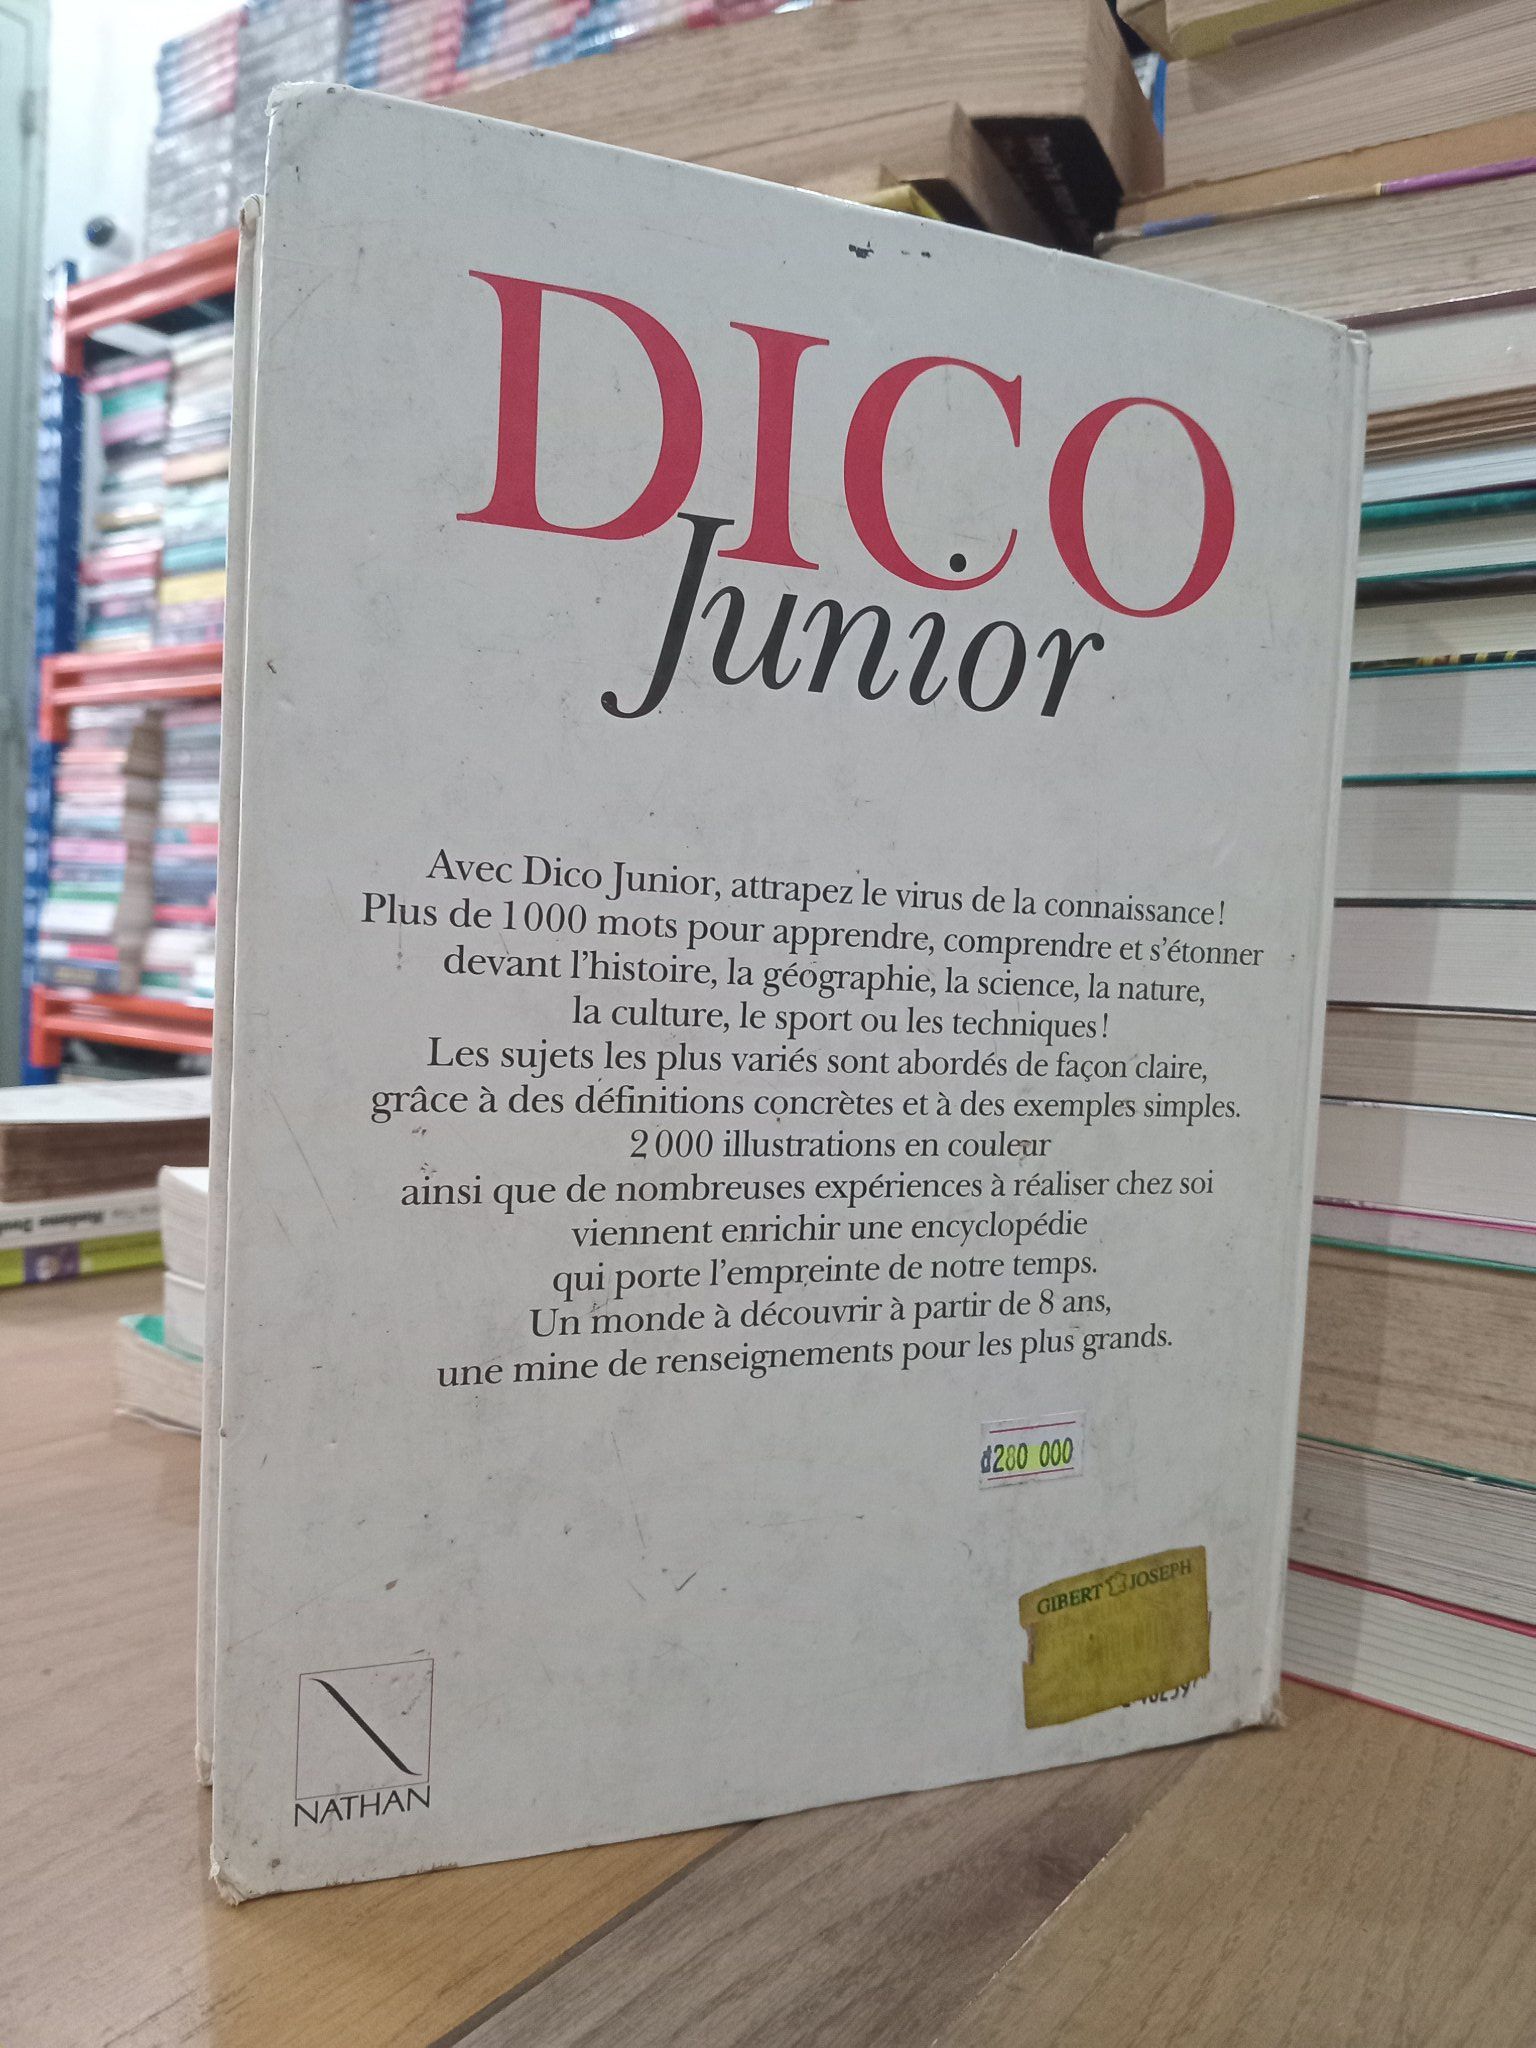 DICO
Junior
Avec Dico Junior, attrapez le virus de la connaissance !
Plus de 1 000 mots pour apprendre, comprendre et s'étonner
devant l'histoire, la géographie, la science, la nature,
la culture, le sport ou les techniques !
Les sujets les plus variés sont abordés de façon claire,
grâce à des définitions concrètes et à des exemples simples.
2 000 illustrations en couleur
ainsi que de nombreuses expériences à réaliser chez soi
viennent enrichir une encyclopédie
qui porte l'empreinte de notre temps.
Un monde à découvrir à partir de 8 ans,
une mine de renseignements pour les plus grands.
đ280 000
GIBERT JOSEPH
NATHAN